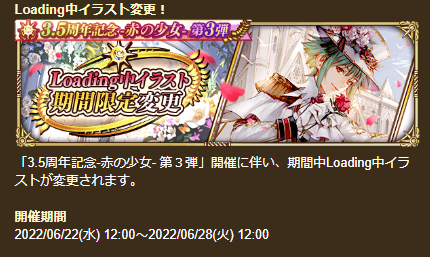 Loading中イラスト変更！
3.5周年記念-赤の少女-第3弾
Loading中イラスト
期間限定変更
「3.5周年記念-赤の少女- 第３弾」開催に伴い、期間中Loading中イラ
ストが変更されます。
開催期間
2022/06/22(水) 12:00～2022/06/28(火) 12:00